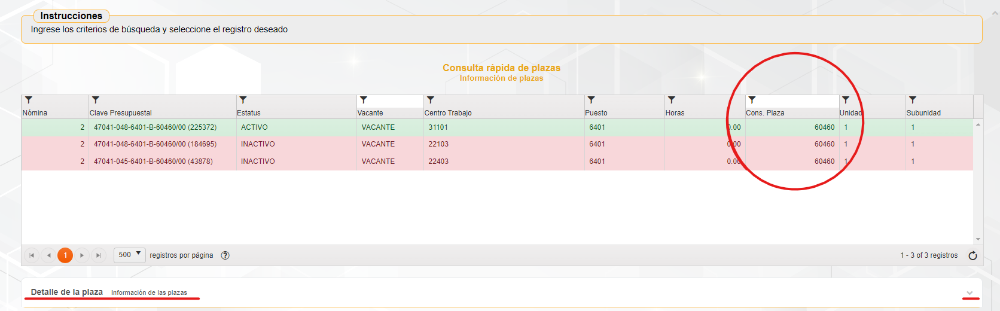 Instrucciones
Ingrese los criterios de búsqueda y seleccione el registro deseado
Consulta rápida de plazas
Información de plazas
Nómina Clave Presupuestal Estatus Vacante Centro Trabajo Puesto Horas Cons. Plaza Unidad Subunidad
2 47041-048-6401-B-60460/00 (225372) ACTIVO VACANTE 31101 6401 0.00 60460 1 1
2 47041-048-6401-B-60460/00 (184695) INACTIVO VACANTE 22103 6401 0.00 60460 1 1
2 47041-045-6401-B-60460/00 (43878) INACTIVO VACANTE 22403 6401 0.00 60460 1 1
1 500 registros por página 1 - 3 of 3 registros
Detalle de la plaza Información de las plazas